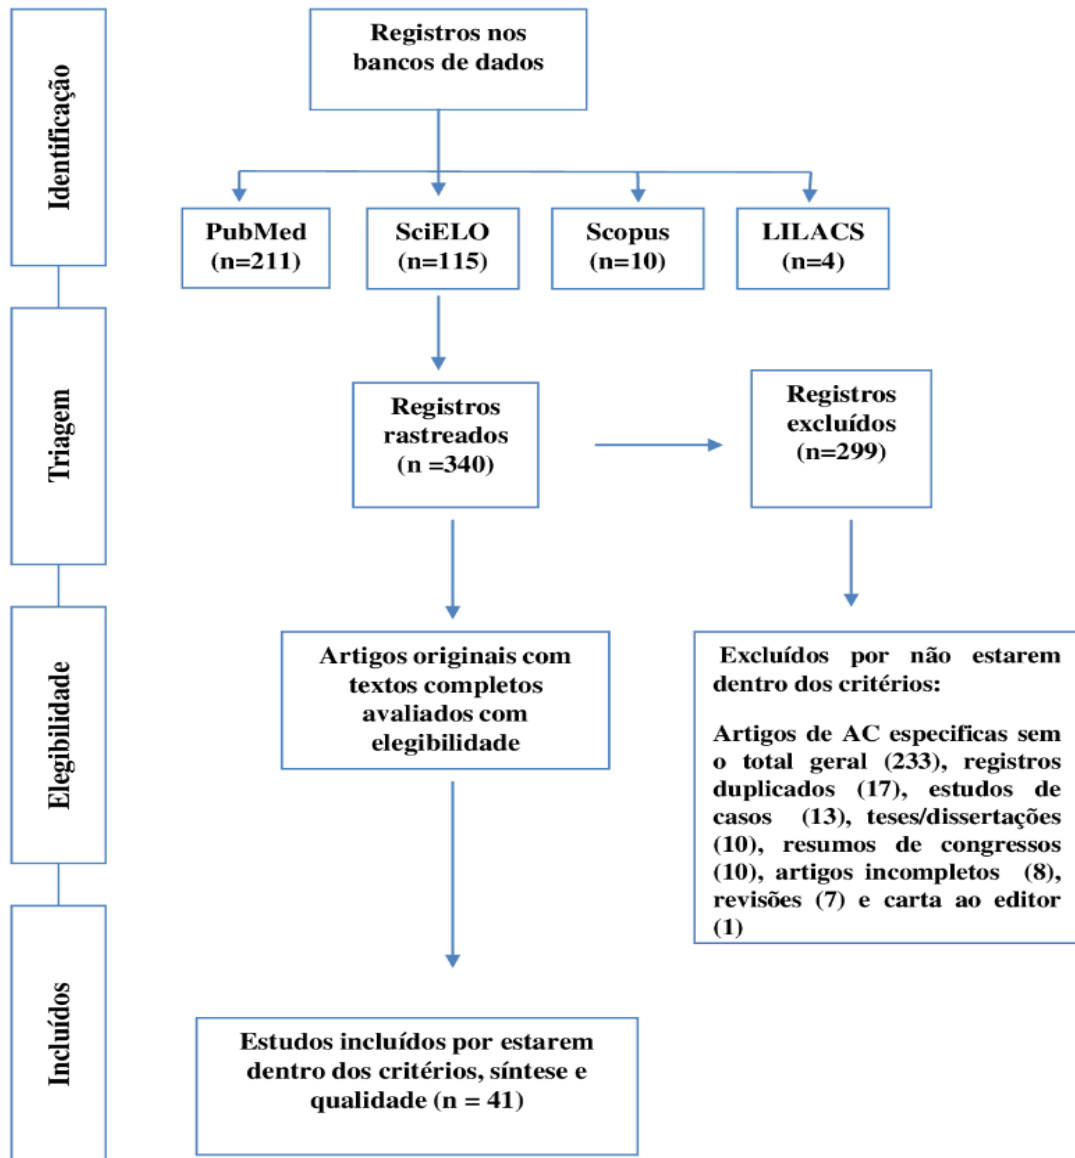 Identificação
Registros nos
bancos de dados
PubMed
(n=211)
SciELO
(n=115)
Scopus
(n=10)
LILACS
(n=4)
Triagem
Registros
rastreados
(n =340)
Registros
excluídos
(n=299)
Elegibilidade
Artigos originais com
textos completos
avaliados com
elegibilidade
Excluídos por não estarem
dentro dos critérios:
Artigos de AC especificas sem
o total geral (233), registros
duplicados (17), estudos de
casos (13), teses/dissertações
(10), resumos de congressos
(10), artigos incompletos (8),
revisões (7) e carta ao editor
(1)
Incluídos
Estudos incluídos por estarem
dentro dos critérios, síntese e
qualidade (n = 41)